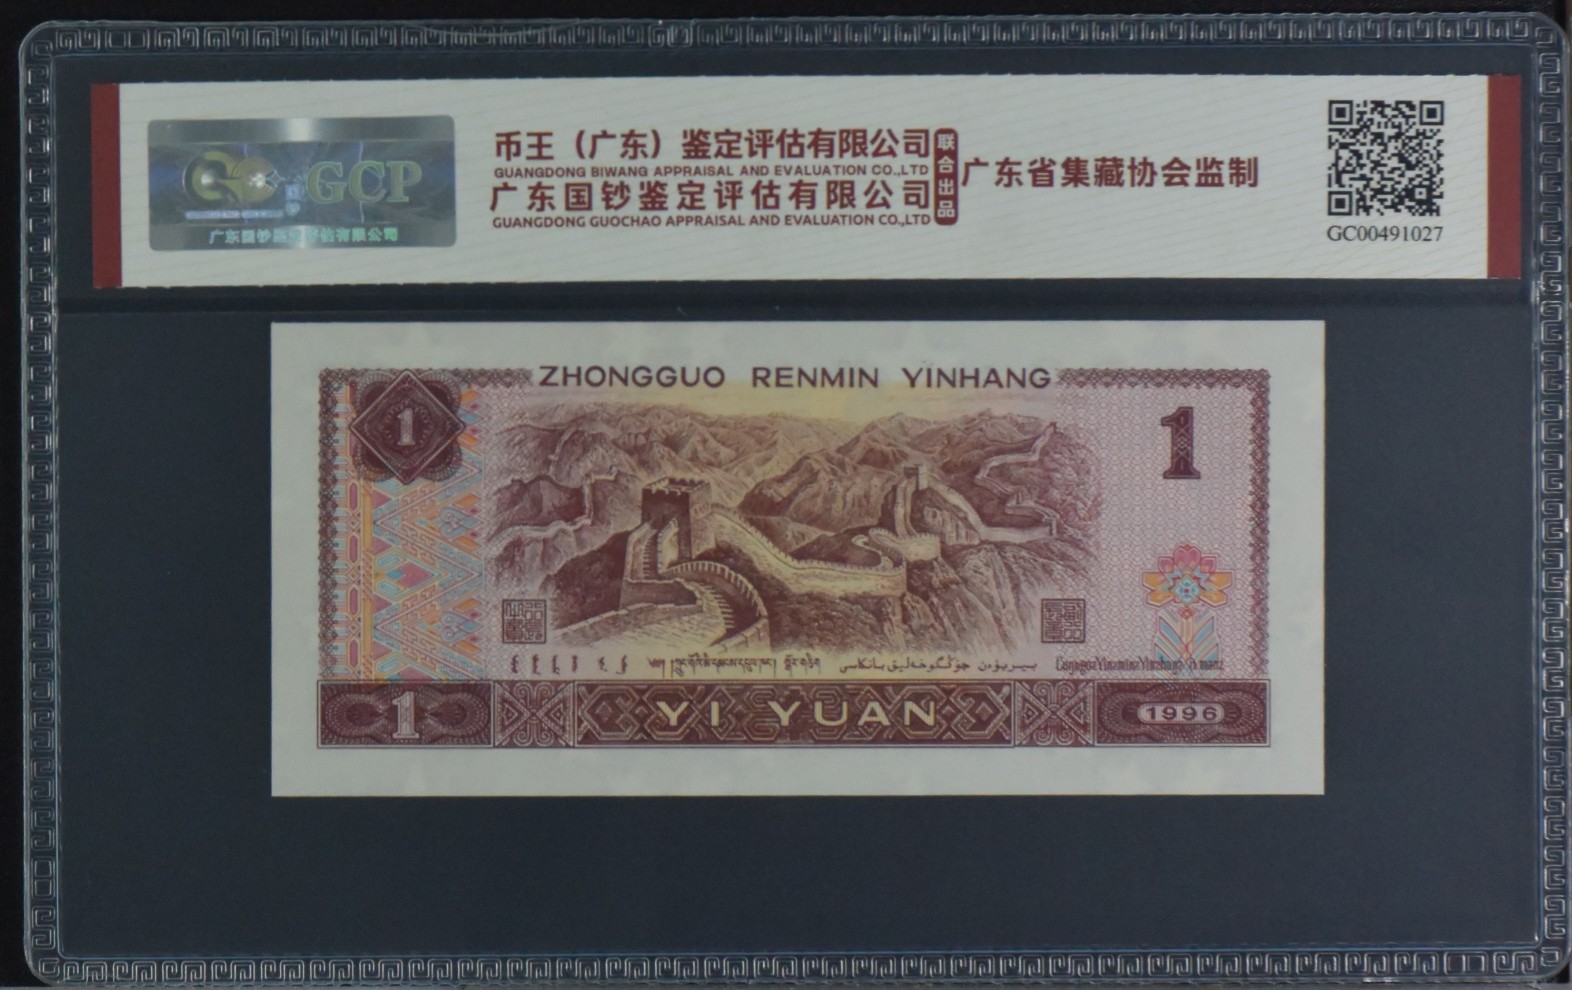 GCP
广东国钞鉴定评估有限公司
币王（广东）鉴定评估有限公司
GUANGDONG BIWANG APPRAISAL AND EVALUATION CO.,LTD
广东国钞鉴定评估有限公司
GUANGDONG GUOCHAO APPRAISAL AND EVALUATION CO.,LTD
联合出品
广东省集藏协会监制
GC00491027
ZHONGGUO RENMIN YINHANG
1
1
1
YI YUAN
1996